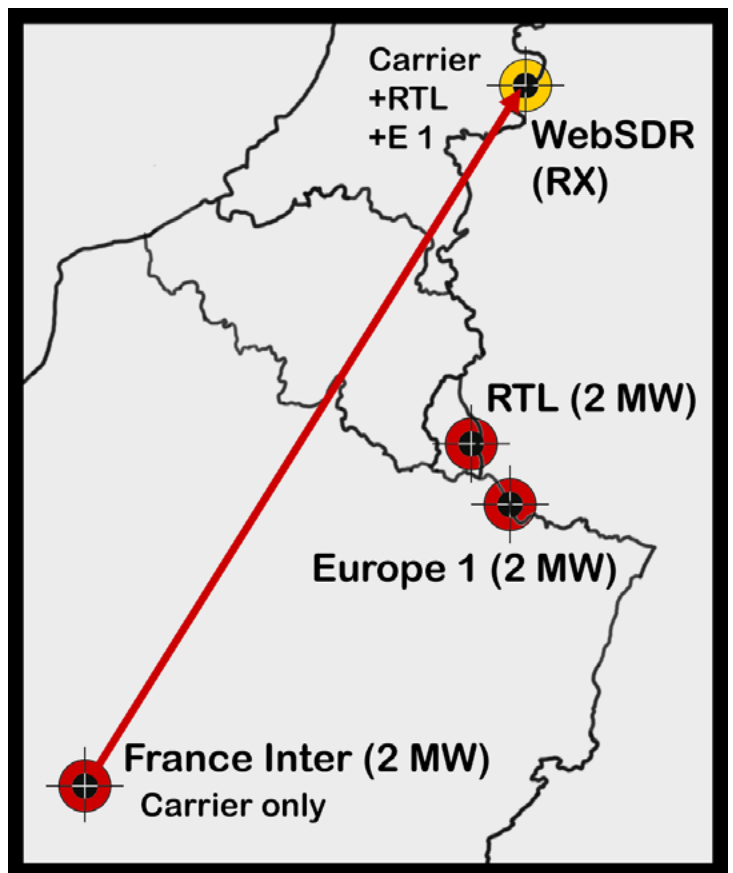 Carrier
+RTL
+E 1
WebSDR
(RX)
RTL (2 MW)
Europe 1 (2 MW)
France Inter (2 MW)
Carrier only